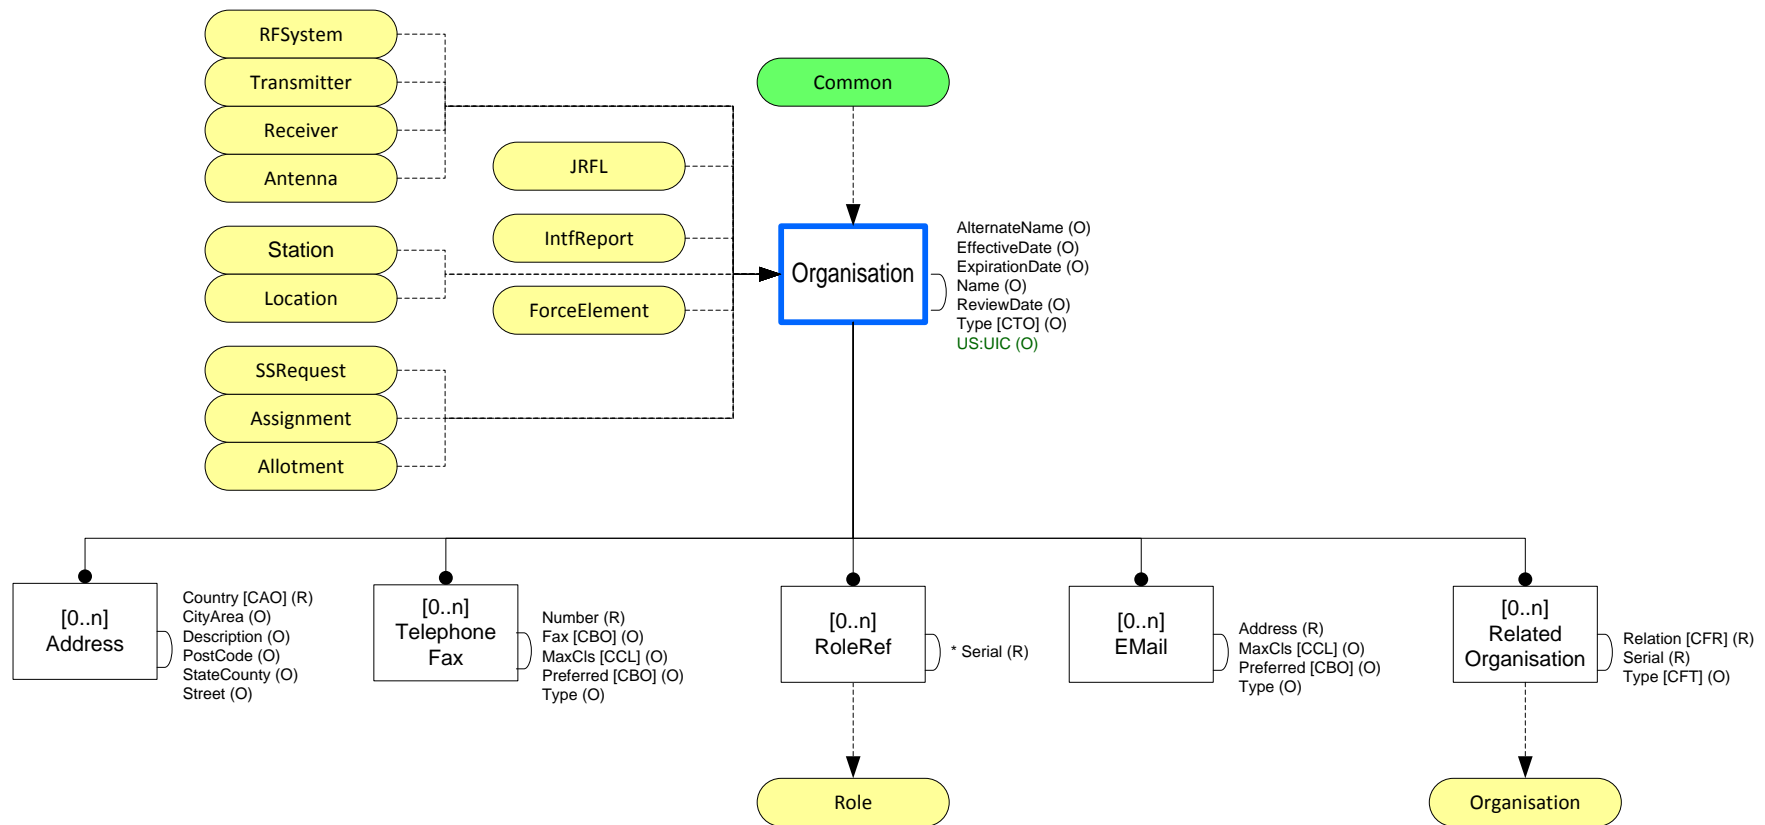 RFSystem
Transmitter
Receiver
Antenna
Station
Location
SSRequest
Assignment
Allotment
JRFL
IntfReport
ForceElement
Common
Organisation
AlternateName (O)
EffectiveDate (O)
ExpirationDate (O)
Name (O)
ReviewDate (O)
Type [CTO] (O)
US:UIC (O)
[0..n]
Address
Country [CAO] (R)
CityArea (O)
Description (O)
PostCode (O)
StateCounty (O)
Street (O)
[0..n]
Telephone
Fax
Number (R)
Fax [CBO] (O)
MaxCls [CCL] (O)
Preferred [CBO] (O)
Type (O)
[0..n]
RoleRef
* Serial (R)
[0..n]
EMail
Address (R)
MaxCls [CCL] (O)
Preferred [CBO] (O)
Type (O)
[0..n]
Related
Organisation
Relation [CFR] (R)
Serial (R)
Type [CFT] (O)
Role
Organisation